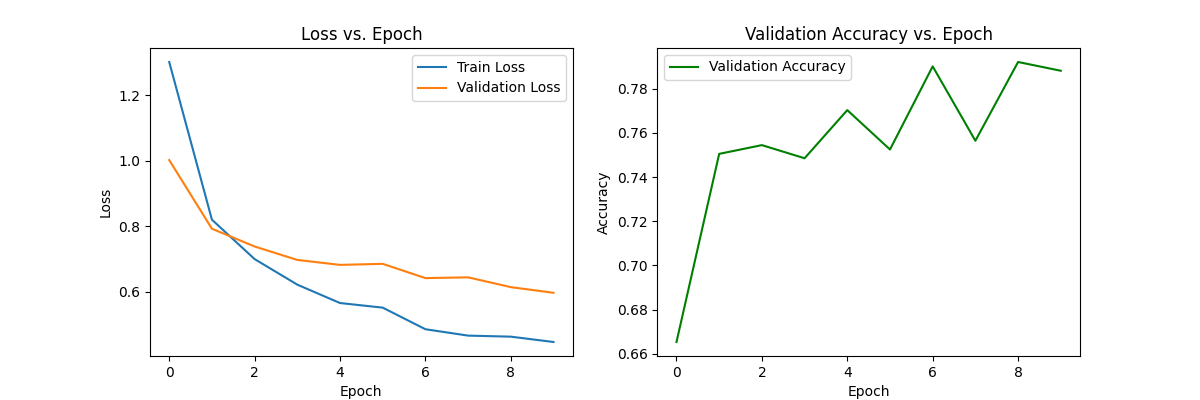 Loss vs. Epoch
Train Loss
Validation Loss
1.2
1.0
0.8
0.6
Loss
0 2 4 6 8
Epoch
Validation Accuracy vs. Epoch
Validation Accuracy
0.78
0.76
0.74
0.72
0.70
0.68
0.66
Accuracy
0 2 4 6 8
Epoch